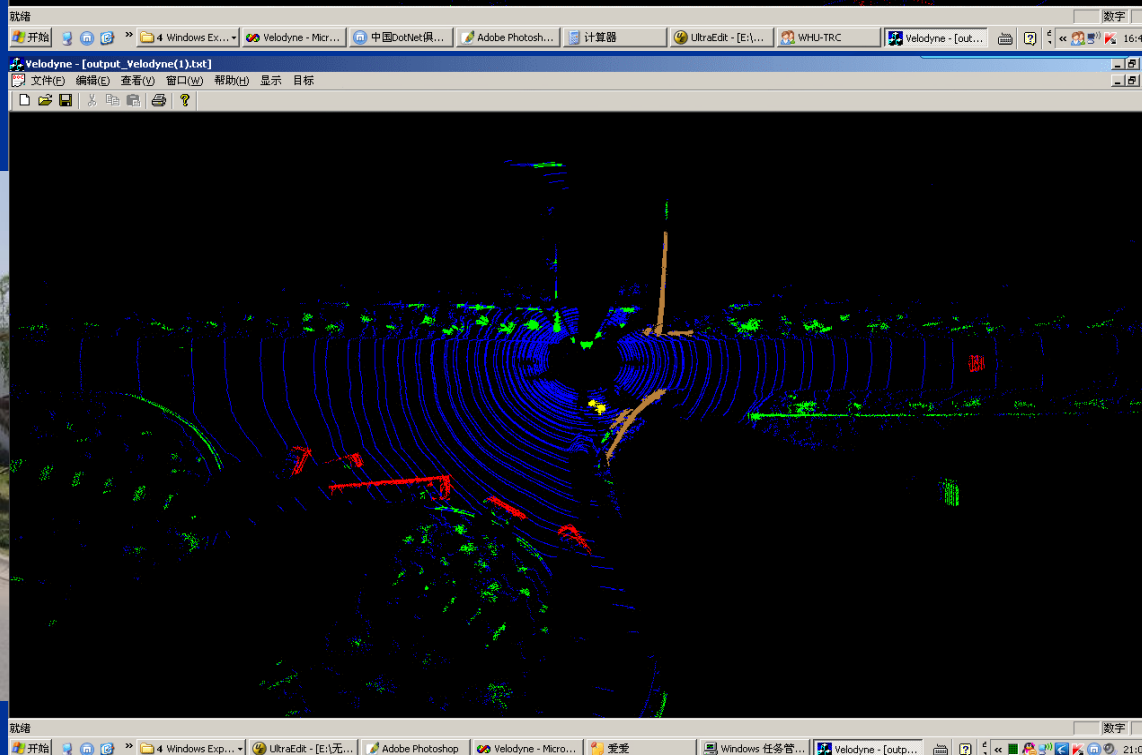 就绪
数字
开始
4 Windows Ex...
Velodyne - Micr...
中国DotNet俱...
Adobe Photosh...
计算器
UltraEdit - [E:\...
WHU-TRC
Velodyne - [out...
16:4
Velodyne - [output_Velodyne(1).txt]
文件(F) 编辑(E) 查看(V) 窗口(W) 帮助(H) 显示 目标
就绪
数字
开始
4 Windows Exp...
UltraEdit - [E:\无...
Adobe Photoshop
Velodyne - Micro...
爱爱
Windows 任务管...
Velodyne - [outp...
21:0